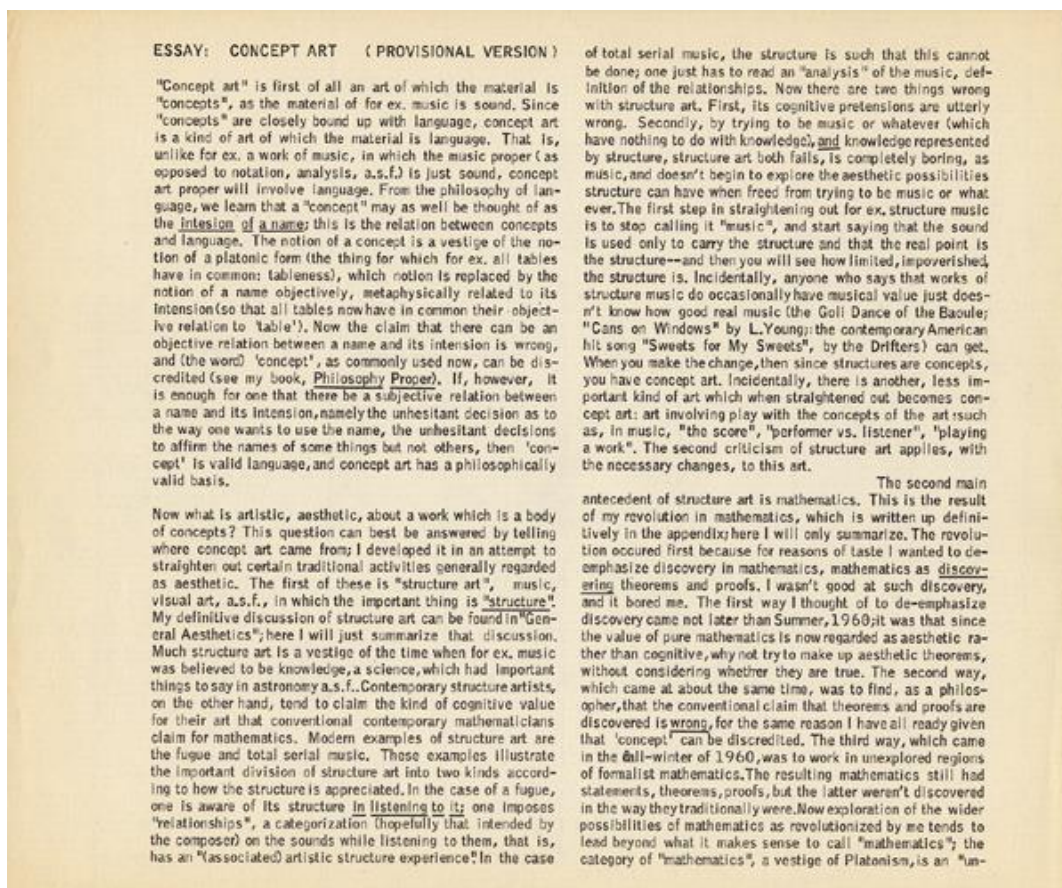 ESSAY: CONCEPT ART (PROVISIONAL VERSION)
"Concept art" is first of all an art of which the material is
"concepts", as the material of for ex. music is sound. Since
"concepts" are closely bound up with language, concept art
is a kind of art of which the material is language. That is,
unlike for ex. a work of music, in which the music proper (as
opposed to notation, analysis, a.s.f.) is just sound, concept
art proper will involve language. From the philosophy of lan-
guage, we learn that a "concept" may as well be thought of as
the intesion of a name; this is the relation between concepts
and language. The notion of a concept is a vestige of the no-
tion of a platonic form (the thing for which for ex. all tables
have in common: tableness), which notion is replaced by the
notion of a name objectively, metaphysically related to its
intension (so that all tables now have in common their object-
ive relation to 'table'). Now the claim that there can be an
objective relation between a name and its intension is wrong,
and (the word) 'concept', as commonly used now, can be dis-
credited (see my book, Philosophy Proper). If, however, it
is enough for one that there be a subjective relation between
a name and its intension, namely the unhesitant decision as to
the way one wants to use the name, the unhesitant decisions
to affirm the names of some things but not others, then 'con-
cept' is valid language, and concept art has a philosophically
valid basis.
Now what is artistic, aesthetic, about a work which is a body
of concepts? This question can best be answered by telling
where concept art came from; I developed it in an attempt to
straighten out certain traditional activities generally regarded
as aesthetic. The first of these is "structure art", music,
visual art, a.s.f., in which the important thing is "structure".
My definitive discussion of structure art can be found in "Gen-
eral Aesthetics"; here I will just summarize that discussion.
Much structure art is a vestige of the time when for ex. music
was believed to be knowledge, a science, which had important
things to say in astronomy a.s.f.. Contemporary structure artists,
on the other hand, tend to claim the kind of cognitive value
for their art that conventional contemporary mathematicians
claim for mathematics. Modern examples of structure art are
the fugue and total serial music. These examples illustrate
the important division of structure art into two kinds accord-
ing to how the structure is appreciated. In the case of a fugue,
one is aware of its structure in listening to it; one imposes
"relationships", a categorization (hopefully that intended by
the composer) on the sounds while listening to them, that is,
has an "(associated) artistic structure experience". In the case
of total serial music, the structure is such that this cannot
be done; one just has to read an "analysis" of the music, def-
inition of the relationships. Now there are two things wrong
with structure art. First, its cognitive pretensions are utterly
wrong. Secondly, by trying to be music or whatever (which
have nothing to do with knowledge), and knowledge represented
by structure, structure art both fails, is completely boring, as
music, and doesn't begin to explore the aesthetic possibilities
structure can have when freed from trying to be music or what
ever. The first step in straightening out for ex. structure music
is to stop calling it "music", and start saying that the sound
is used only to carry the structure and that the real point is
the structure--and then you will see how limited, impoverished,
the structure is. Incidentally, anyone who says that works of
structure music do occasionally have musical value just does-
n't know how good real music (the Goli Dance of the Baoule;
"Cans on Windows" by L. Young;: the contemporary American
hit song "Sweets for My Sweets", by the Drifters) can get.
When you make the change, then since structures are concepts,
you have concept art. Incidentally, there is another, less im-
portant kind of art which when straightened out becomes con-
cept art: art involving play with the concepts of the art :such
as, in music, "the score", "performer vs. listener", "playing
a work". The second criticism of structure art applies, with
the necessary changes, to this art.
The second main
antecedent of structure art is mathematics. This is the result
of my revolution in mathematics, which is written up defini-
tively in the appendix; here I will only summarize. The revolu-
tion occured first because for reasons of taste I wanted to de-
emphasize discovery in mathematics, mathematics as discov-
ering theorems and proofs. I wasn't good at such discovery,
and it bored me. The first way I thought of to de-emphasize
discovery came not later than Summer, 1960; it was that since
the value of pure mathematics is now regarded as aesthetic ra-
ther than cognitive, why not try to make up aesthetic theorems,
without considering whether they are true. The second way,
which came at about the same time, was to find, as a philos-
opher, that the conventional claim that theorems and proofs are
discovered is wrong, for the same reason I have all ready given
that 'concept' can be discredited. The third way, which came
in the fall-winter of 1960, was to work in unexplored regions
of formalist mathematics. The resulting mathematics still had
statements, theorems, proofs, but the latter weren't discovered
in the way they traditionally were. Now exploration of the wider
possibilities of mathematics as revolutionized by me tends to
lead beyond what it makes sense to call "mathematics"; the
category of "mathematics", a vestige of Platonism, is an "un-